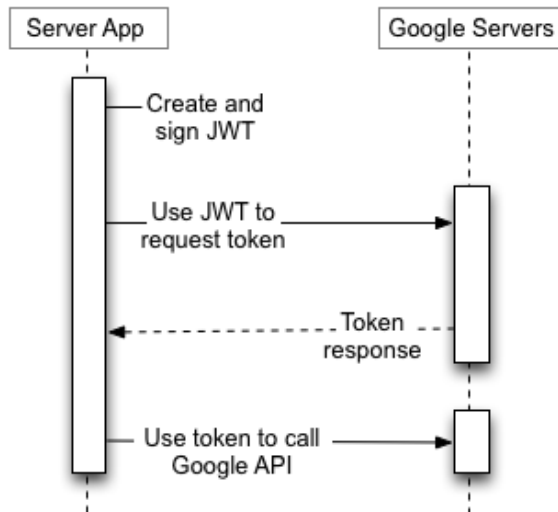 Server App
Google Servers
Create and
sign JWT
Use JWT to
request token
Token
response
Use token to call
Google API